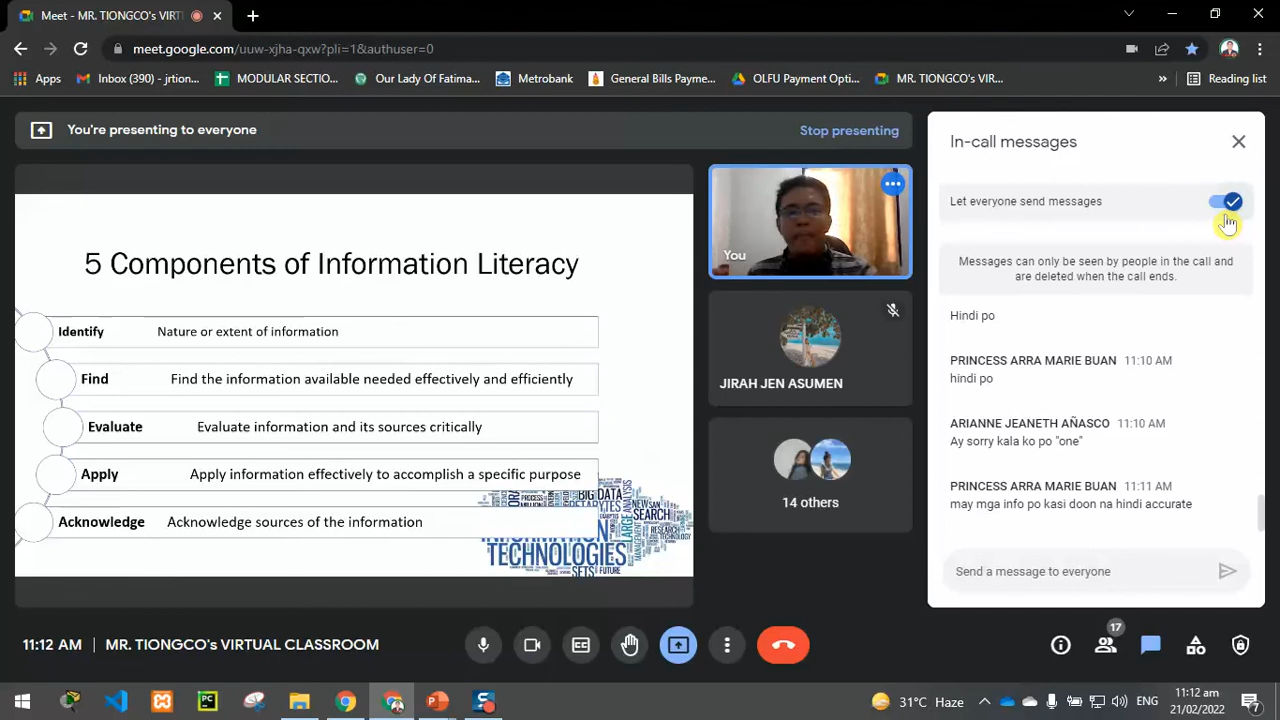 Meet - MR. TIONGCO's VIRT
meet.google.com/uuw-xjha-qxw?pli=1&authuser=0
Apps
Inbox (390) - jrtion...
MODULAR SECTIO...
Our Lady Of Fatima...
Metrobank
General Bills Payme...
OLFU Payment Opti...
MR. TIONGCO's VIR...
Reading list
You're presenting to everyone
Stop presenting
5 Components of Information Literacy
Identify Nature or extent of information
Find Find the information available needed effectively and efficiently
Evaluate Evaluate information and its sources critically
Apply Apply information effectively to accomplish a specific purpose
Acknowledge Acknowledge sources of the information
BIG DATA
SEARCH
RESEARCH
TECHNOLOGY
LARGE
ANALYSIS
INFORMATION
TECHNOLOGIES
SETS
FUTURE
You
JIRAH JEN ASUMEN
14 others
In-call messages
Let everyone send messages
Messages can only be seen by people in the call and
are deleted when the call ends.
Hindi po
PRINCESS ARRA MARIE BUAN 11:10 AM
hindi po
ARIANNE JEANETH AÑASCO 11:10 AM
Ay sorry kala ko po "one"
PRINCESS ARRA MARIE BUAN 11:11 AM
may mga info po kasi doon na hindi accurate
Send a message to everyone
11:12 AM | MR. TIONGCO's VIRTUAL CLASSROOM
17
31°C Haze
ENG
11:12 am
21/02/2022
7